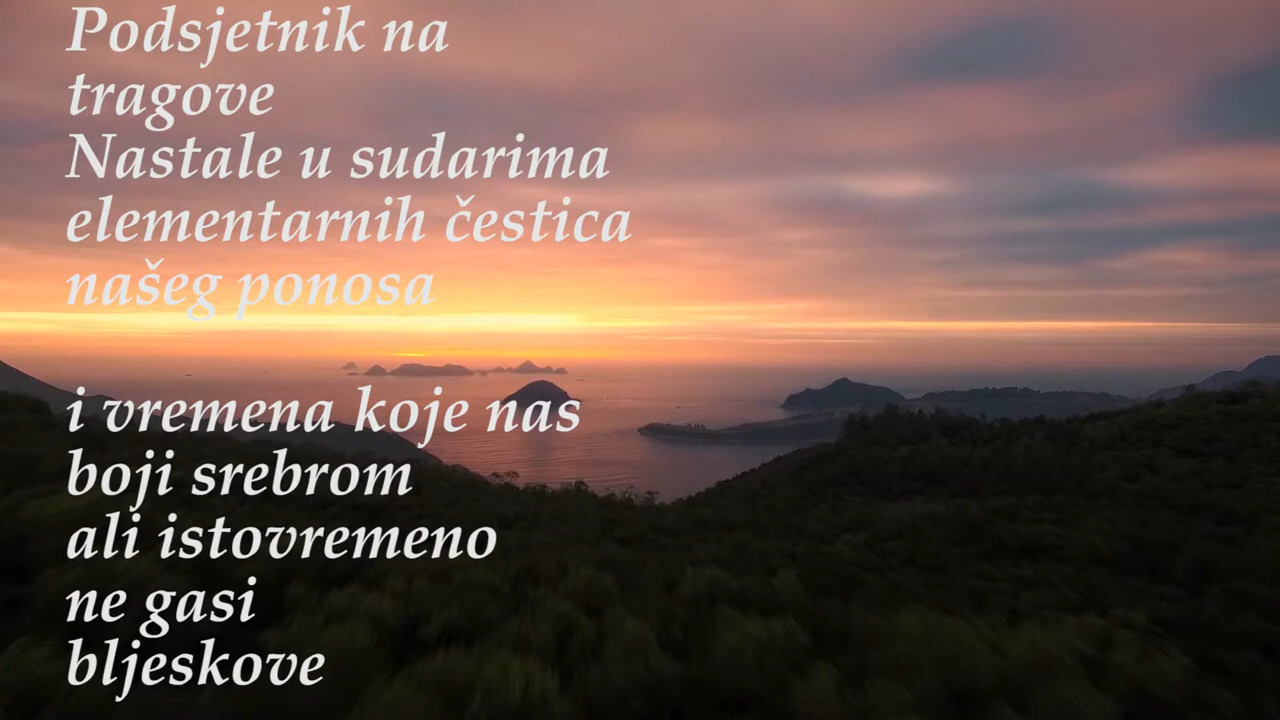 Podsjetnik na
tragove
Nastale u sudarima
elementarnih čestica
našeg ponosa
i vremena koje nas
boji srebrom
ali istovremeno
ne gasi
bljeskove